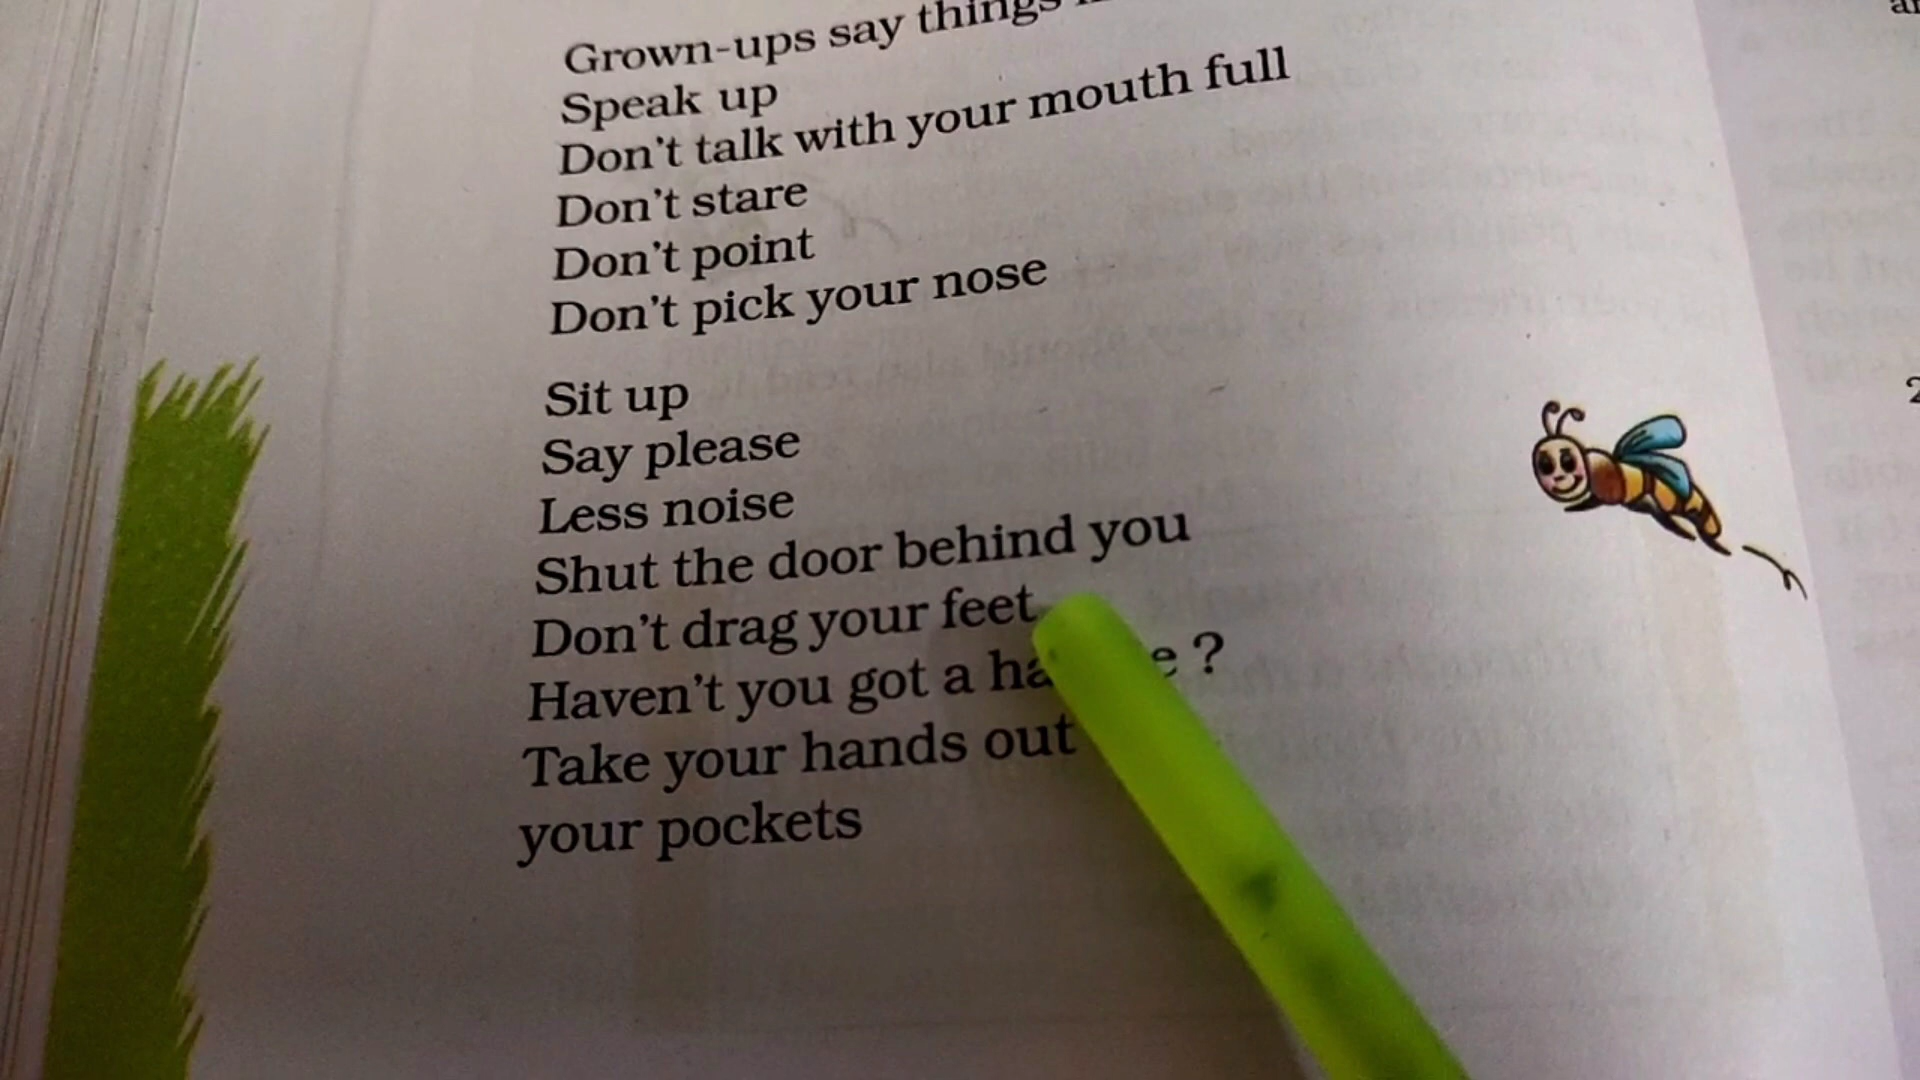 Grown-ups say things
Speak up
Don't talk with your mouth full
Don't stare
Don't point
Don't pick your nose
Sit up
Say please
Less noise
Shut the door behind you
Don't drag your feet
Haven't you got a ?
Take your hands out
your pockets